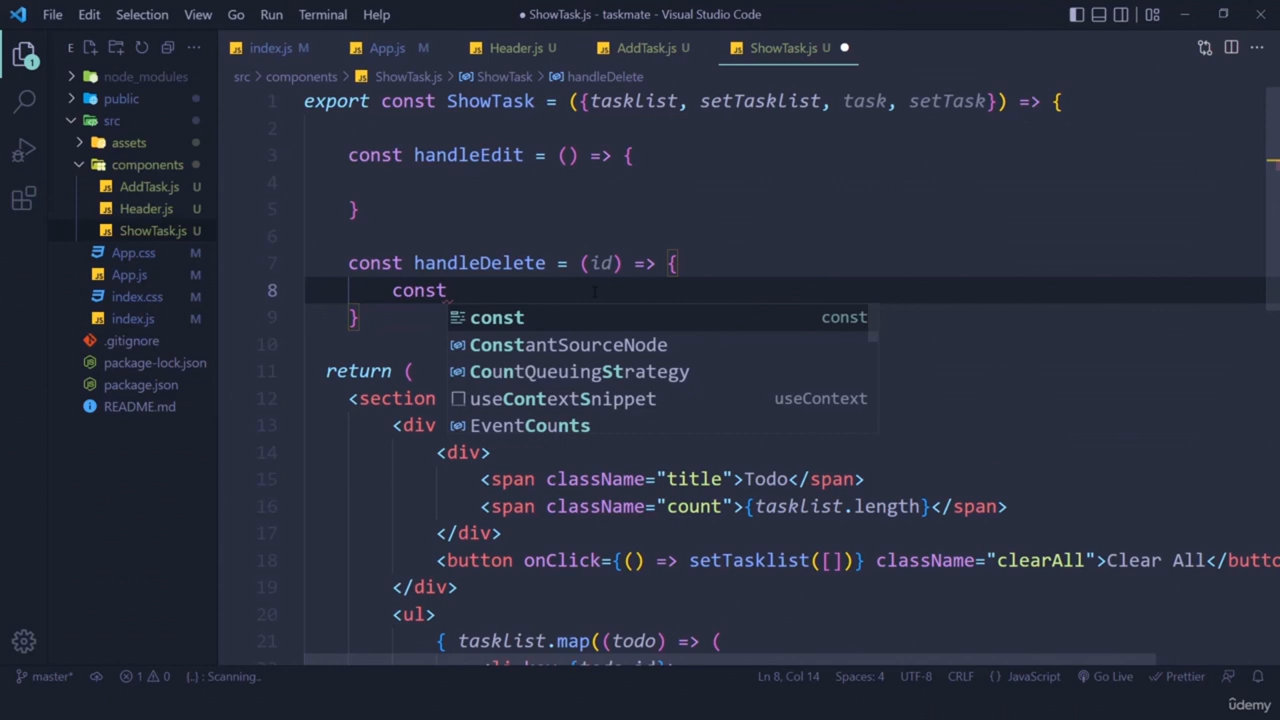 File Edit Selection View Go Run Terminal Help
● ShowTask.js - taskmate - Visual Studio Code
E
index.js M
App.js M
Header.js U
AddTask.js U
ShowTask.js U
src > components > ShowTask.js > ShowTask > handleDelete
node_modules
public
src
assets
components
AddTask.js U
Header.js U
ShowTask.js U
App.css M
App.js M
index.css M
index.js M
.gitignore
package-lock.json
package.json
README.md
1
1 export const ShowTask = ({tasklist, setTasklist, task, setTask}) => {
2
3 const handleEdit = () => {
4
5 }
6
7 const handleDelete = (id) => {
8 const
9 }
10
11 return (
12 <section
13 <div
14 <div>
15 <span className="title">Todo</span>
16 <span className="count">{tasklist.length}</span>
17 </div>
18 <button onClick={() => setTasklist([])} className="clearAll">Clear All</butto
19 </div>
20 <ul>
21 { tasklist.map((todo) => (
const const
ConstantSourceNode
CountQueuingStrategy
useContextSnippet useContext
EventCounts
master* 1 0 {..} : Scanning.. Ln 8, Col 14 Spaces: 4 UTF-8 CRLF {} JavaScript Go Live Prettier
ûdemy